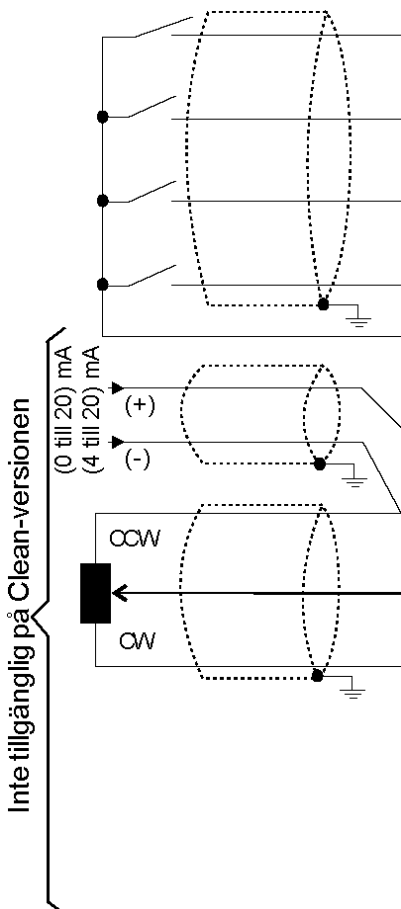 Inte tillgänglig på Clean-versionen
(0 till 20) mA
(4 till 20) mA
(+)
(-)
CCW
CW